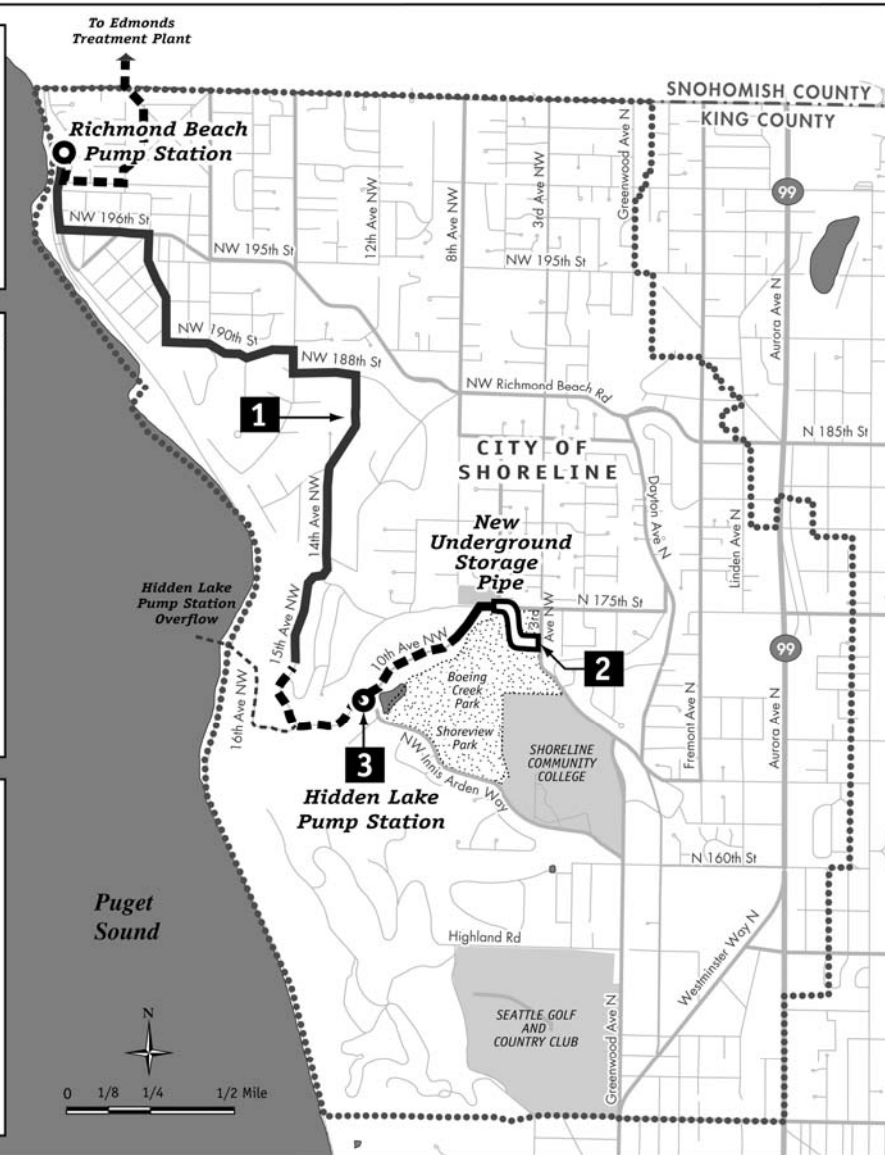 To Edmonds
Treatment Plant
SNOHOMISH COUNTY
KING COUNTY
Richmond Beach
Pump Station
Greenwood Ave N
99
NW 196th St
12th Ave NW
8th Ave NW
3rd Ave NW
NW 195th St
NW 195th St
Aurora Ave N
NW 190th St
NW 188th St
NW Richmond Beach Rd
1
N 185th St
CITY OF
SHORELINE
14th Ave NW
Dayton Ave N
Linden Ave N
New
Underground
Storage
Pipe
Hidden Lake
Pump Station
Overflow
15th Ave NW
N 175th St
3rd
Ave NW
10th Ave NW
99
2
Boeing
Creek
Park
16th Ave NW
Shoreview
Park
Fremont Ave N
Aurora Ave N
3
NW Innis Arden Way
SHORELINE
COMMUNITY
COLLEGE
Hidden Lake
Pump Station
N 160th St
Puget
Sound
Highland Rd
Westminster Way N
Greenwood Ave N
SEATTLE GOLF
AND
COUNTRY CLUB
N
0 1/8 1/4 1/2 Mile